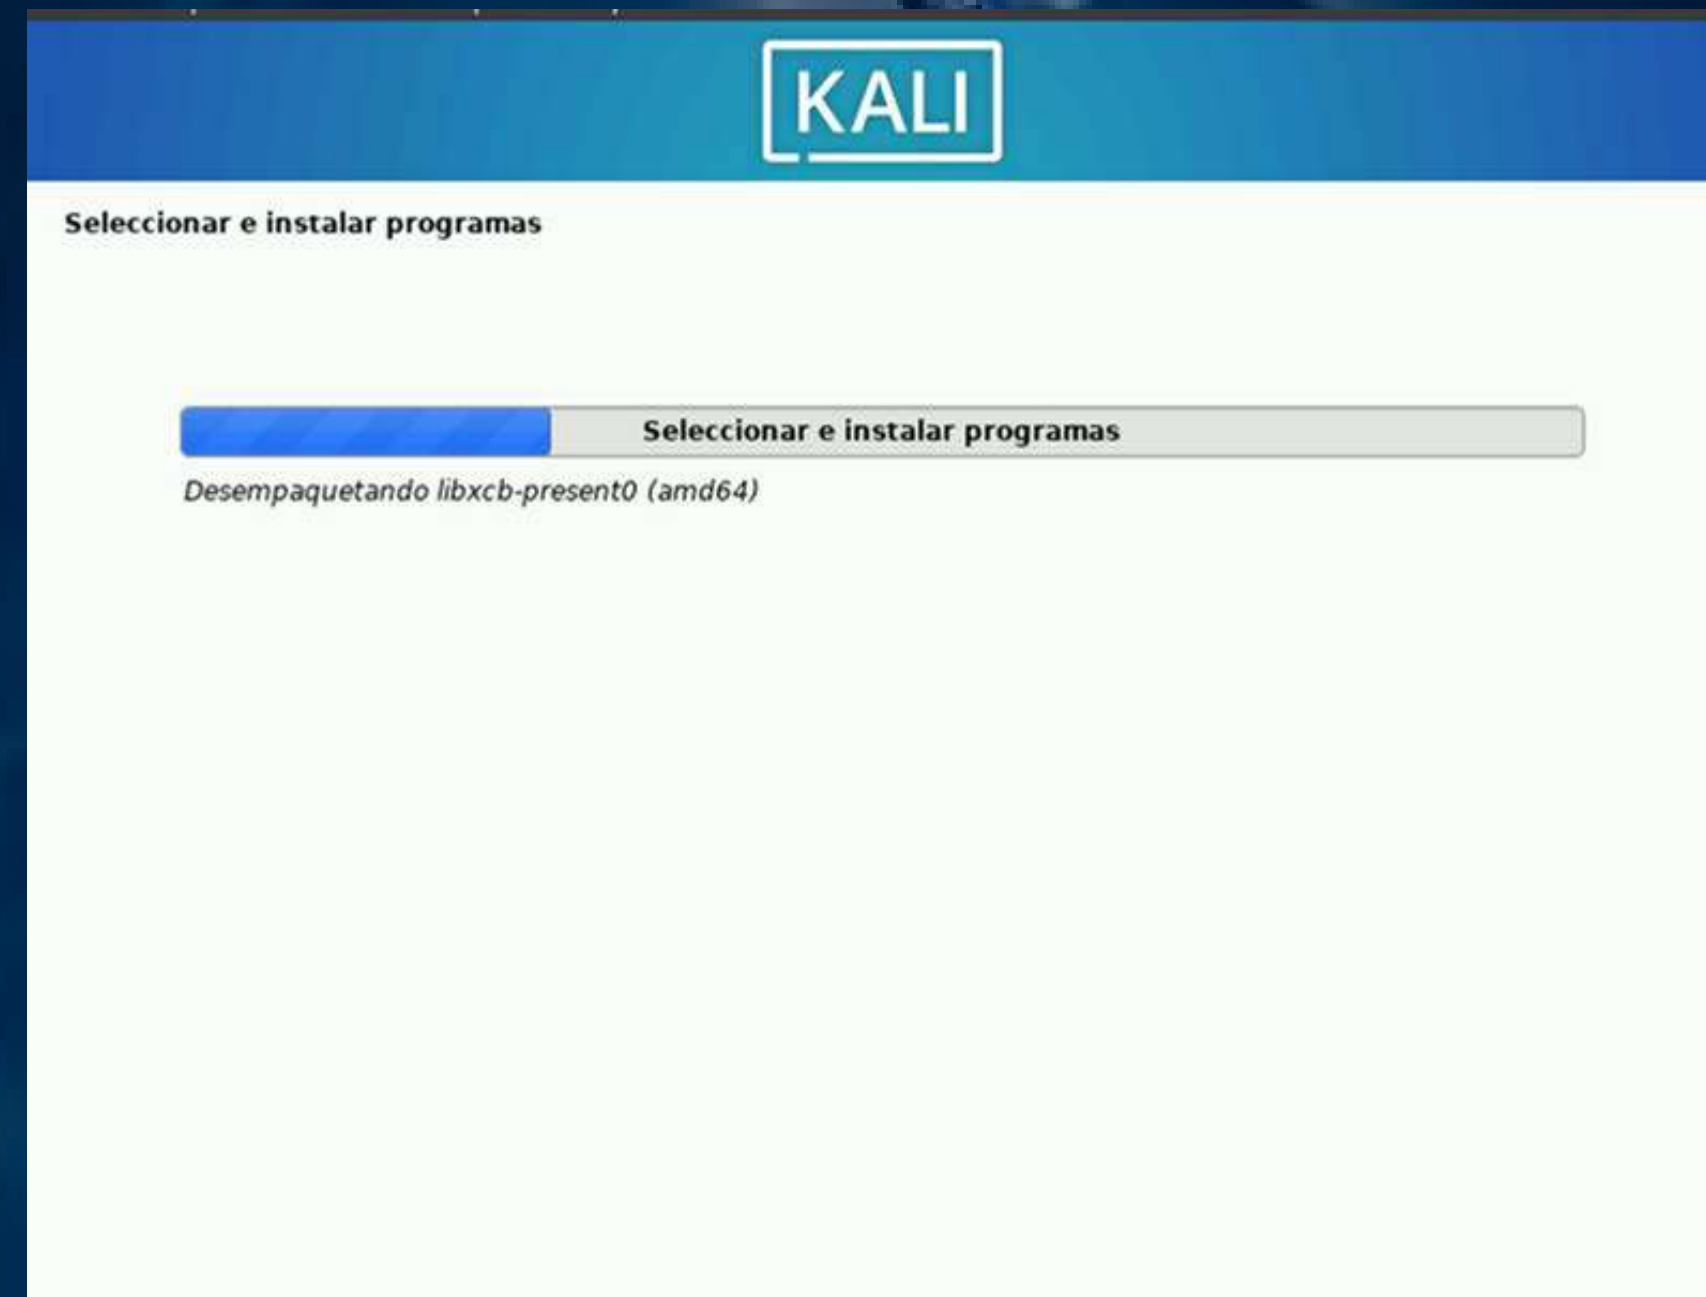 KALI
Seleccionar e instalar programas
Seleccionar e instalar programas
Desempaquetando libxcb-present0 (amd64)